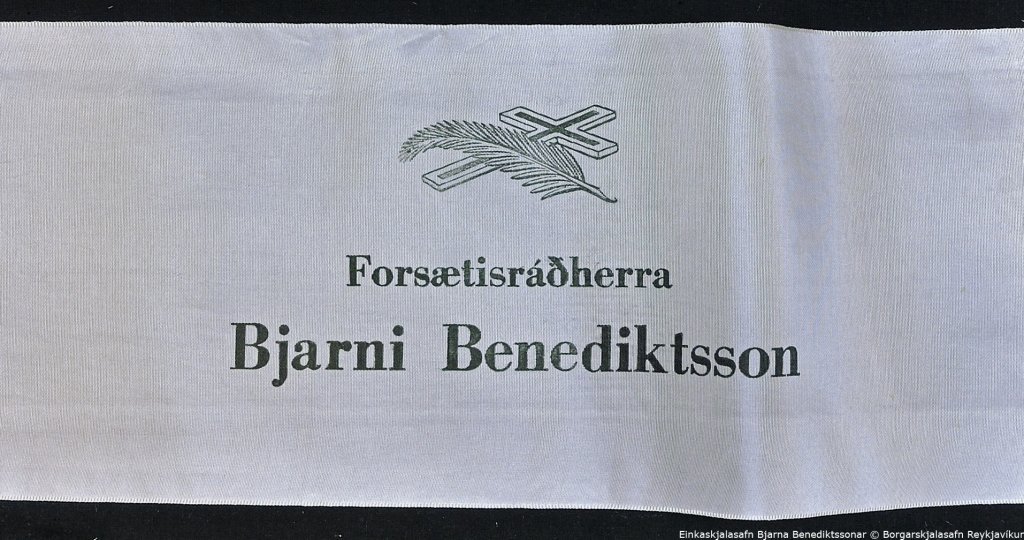 Forsætisráðherra
Bjarni Benediktsson
Einkaskjalasafn Bjarna Benediktssonar © Borgarskjalasafn Reykjavíkur